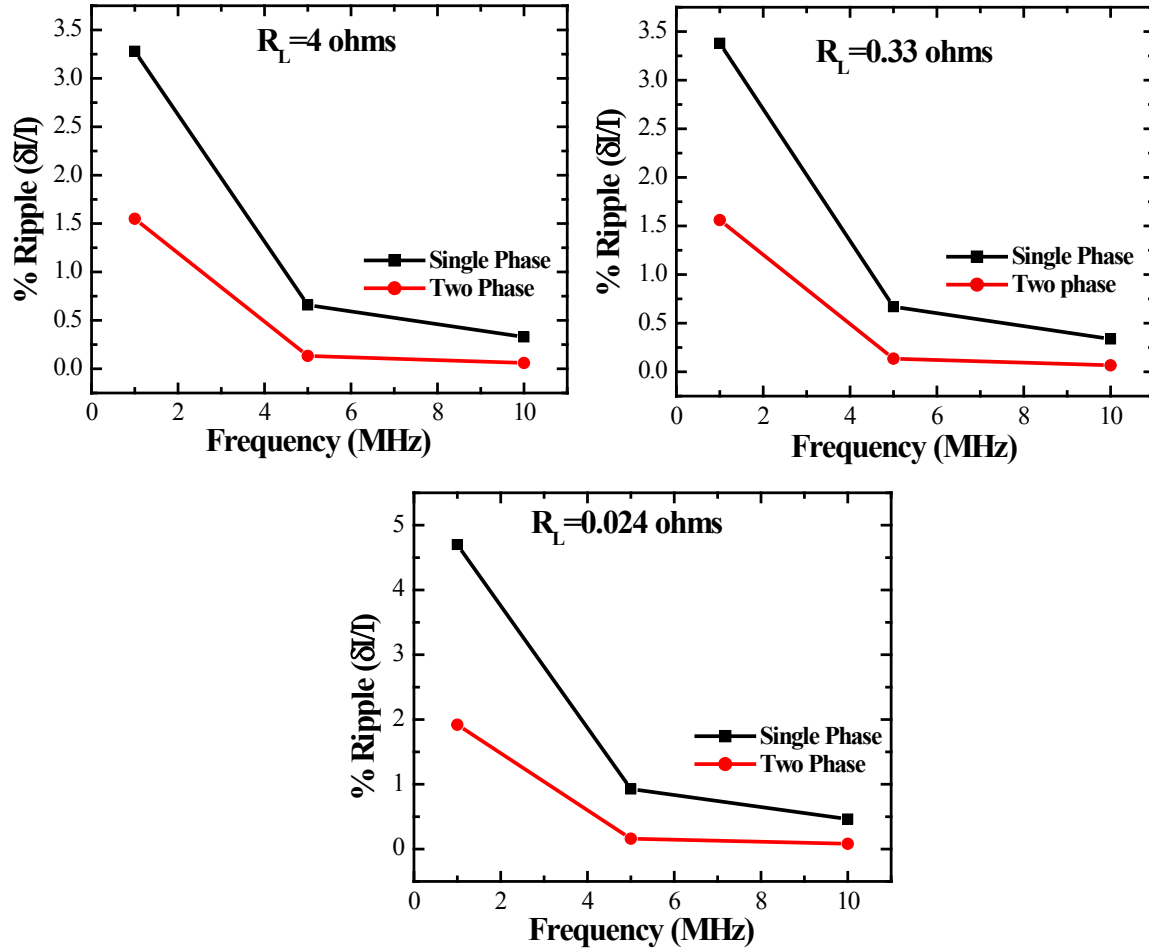 R_L=4 ohms
% Ripple (δI/I)
3.5
3.0
2.5
2.0
1.5
1.0
0.5
0.0
Single Phase
Two Phase
0 2 4 6 8 10
Frequency (MHz)
R_L=0.33 ohms
% Ripple (δI/I)
3.5
3.0
2.5
2.0
1.5
1.0
0.5
0.0
Single Phase
Two phase
0 2 4 6 8 10
Frequency (MHz)
R_L=0.024 ohms
% Ripple (δI/I)
5
4
3
2
1
0
Single Phase
Two Phase
0 2 4 6 8 10
Frequency (MHz)